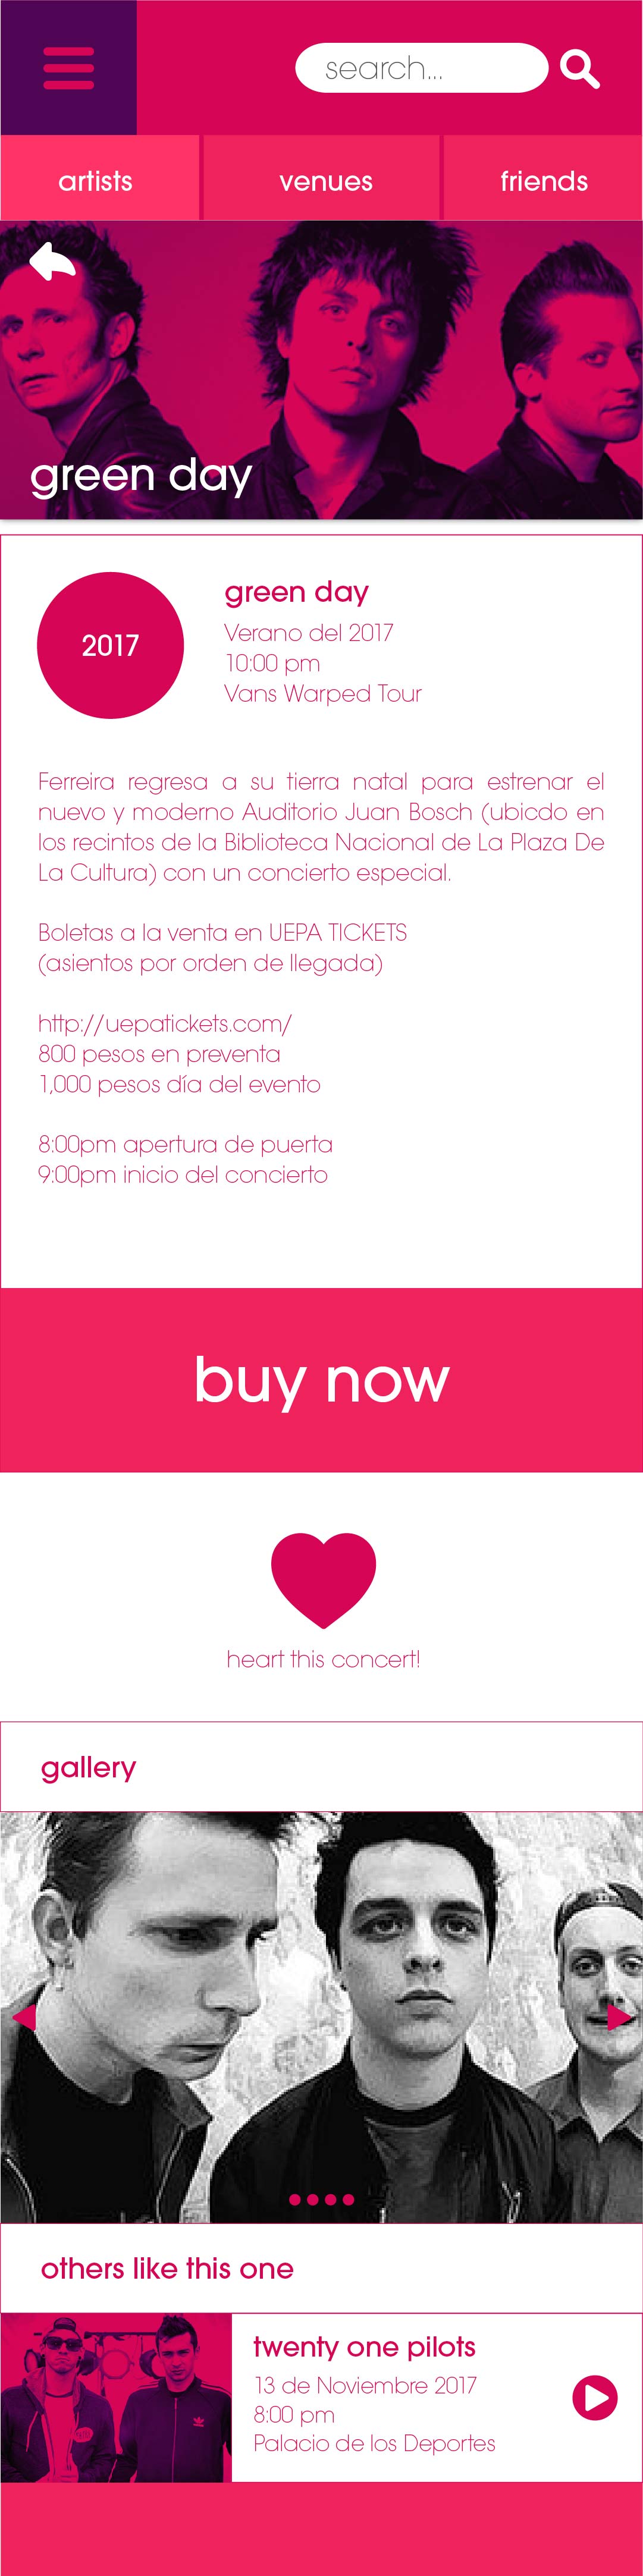 search...
artists
venues
friends
green day
2017
green day
Verano del 2017
10:00 pm
Vans Warped Tour
Ferreira regresa a su tierra natal para estrenar el
nuevo y moderno Auditorio Juan Bosch (ubicdo en
los recintos de la Biblioteca Nacional de La Plaza De
La Cultura) con un concierto especial.
Boletas a la venta en UEPA TICKETS
(asientos por orden de llegada)
http://uepatickets.com/
800 pesos en preventa
1,000 pesos día del evento
8:00pm apertura de puerta
9:00pm inicio del concierto
buy now
heart this concert!
gallery
others like this one
twenty one pilots
13 de Noviembre 2017
8:00 pm
Palacio de los Deportes